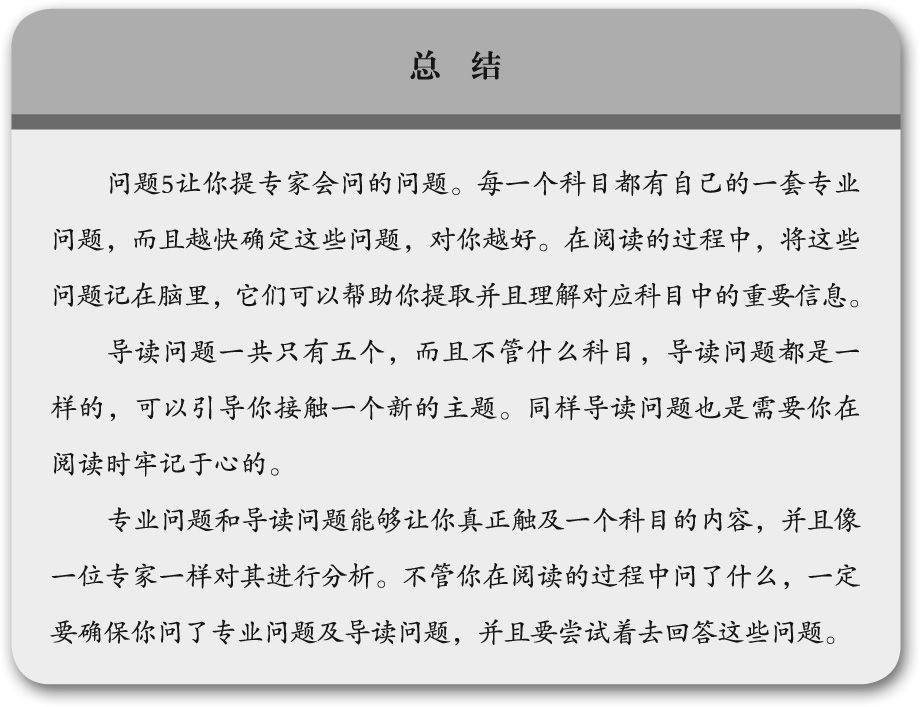 总 结
问题5让你提专家会问的问题。每一个科目都有自己的一套专业
问题，而且越快确定这些问题，对你越好。在阅读的过程中，将这些
问题记在脑里，它们可以帮助你提取并且理解对应科目中的重要信息。
导读问题一共只有五个，而且不管什么科目，导读问题都是一
样的，可以引导你接触一个新的主题。同样导读问题也是需要你在
阅读时牢记于心的。
专业问题和导读问题能够让你真正触及一个科目的内容，并且像
一位专家一样对其进行分析。不管你在阅读的过程中问了什么，一定
要确保你问了专业问题及导读问题，并且要尝试着去回答这些问题。